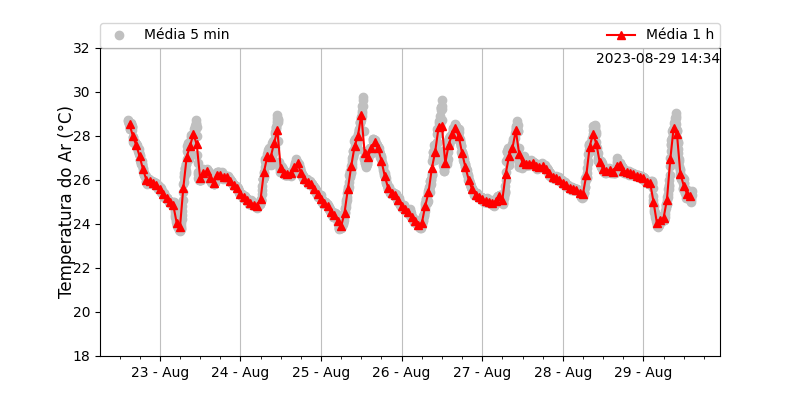 Média 5 min
Média 1 h
2023-08-29 14:34
Temperatura do Ar (°C)
32
30
28
26
24
22
20
18
23 - Aug
24 - Aug
25 - Aug
26 - Aug
27 - Aug
28 - Aug
29 - Aug